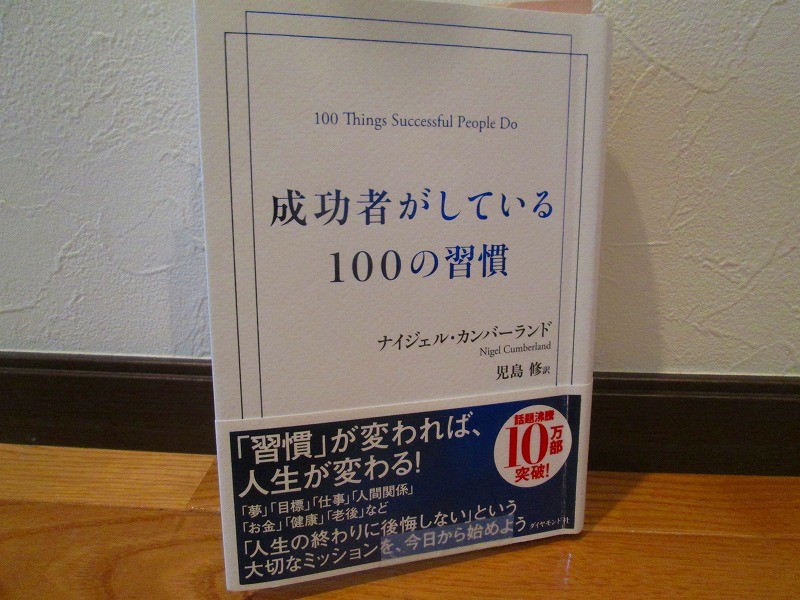 100 Things Successful People Do
成功者がしている
100の習慣
ナイジェル・カンバーランド
Nigel Cumberland
児島 修 訳
「習慣」が変われば、
人生が変わる!
「夢」「目標」「仕事」「人間関係」
「お金」「健康」「老後」など
「人生の終わりに後悔しない」という
大切なミッションを、今日から始めよう
話題沸騰
10万部
突破!
ダイヤモンド社